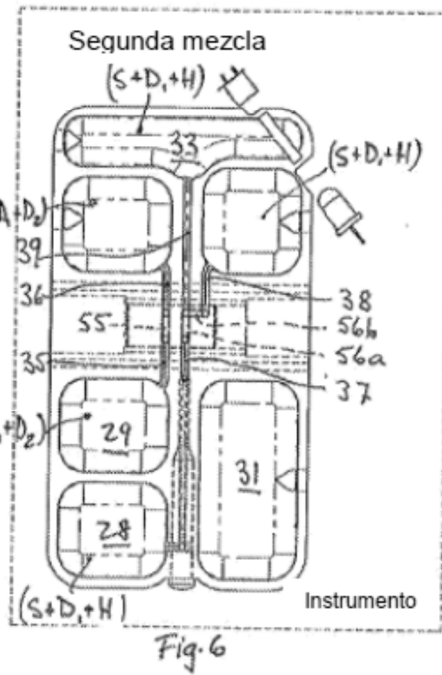 Segunda mezcla
(S+D₁+H)
33
(S+D₁+H)
+D₂)
39
36
38
55
56b
56a
35
37
+D₂)
29
31
28
(S+D₁+H)
Instrumento
Fig. 6